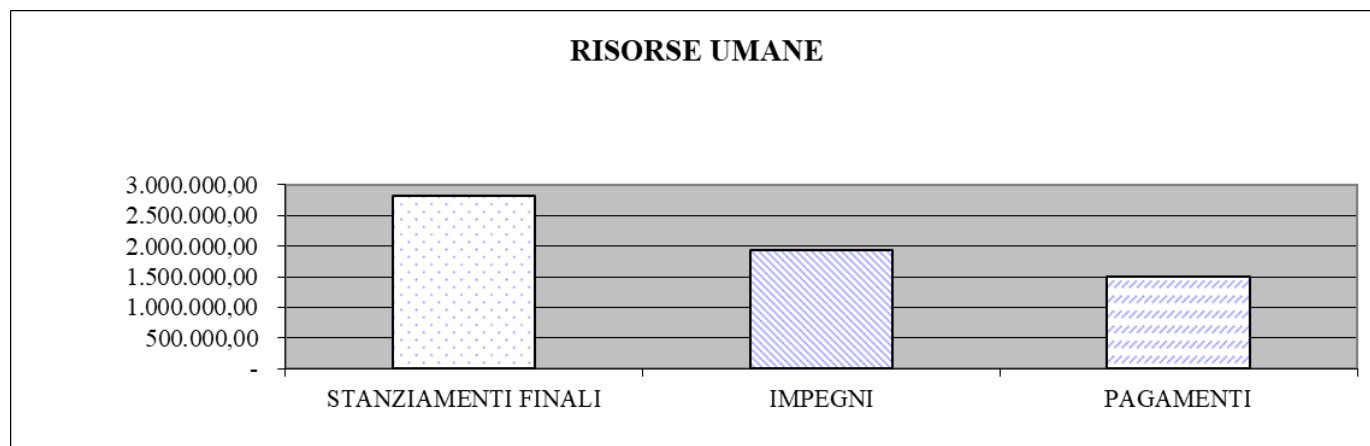 RISORSE UMANE
3.000.000,00
2.500.000,00
2.000.000,00
1.500.000,00
1.000.000,00
500.000,00
-
STANZIAMENTI FINALI
IMPEGNI
PAGAMENTI